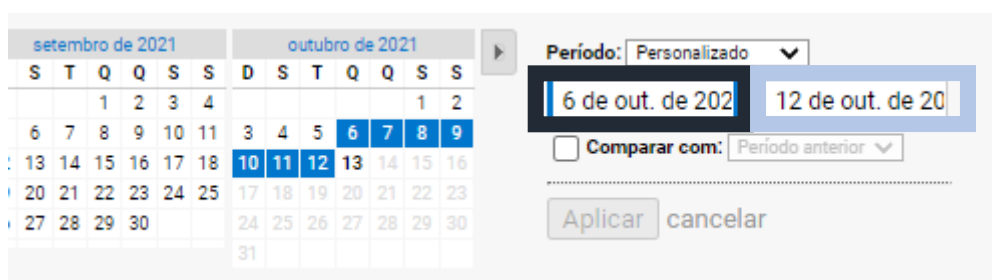 setembro de 2021
S T Q Q S S
1 2 3 4
6 7 8 9 10 11
13 14 15 16 17 18
20 21 22 23 24 25
27 28 29 30
outubro de 2021
D S T Q Q S S
1 2
3 4 5 6 7 8 9
10 11 12 13 14 15 16
17 18 19 20 21 22 23
24 25 26 27 28 29 30
31
Período: Personalizado
6 de out. de 202 12 de out. de 20
Comparar com: Período anterior
Aplicar cancelar